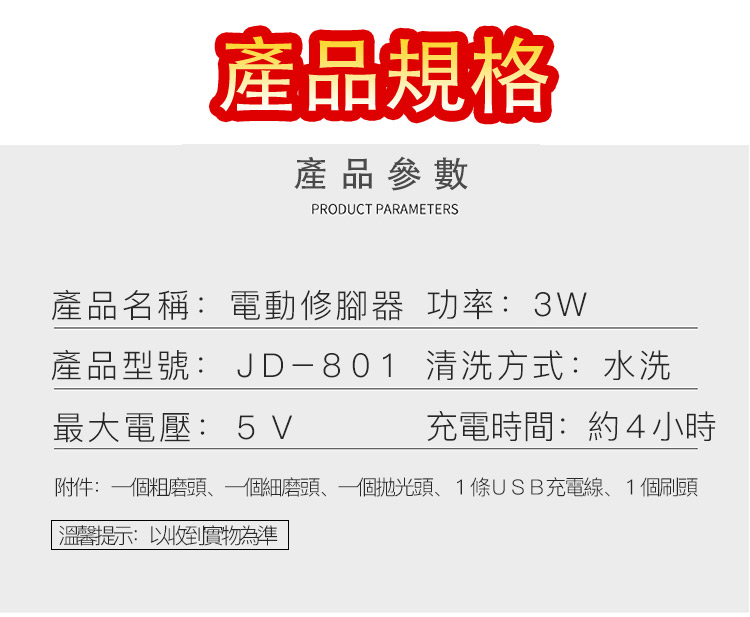 產品規格
產品參數
PRODUCT PARAMETERS
產品名稱：電動修腳器 功率：3W
產品型號：JD-801 清洗方式：水洗
最大電壓：5V 充電時間：約4小時
附件：一個粗磨頭、一個細磨頭、一個拋光頭、1條USB充電線、1個刷頭
溫馨提示：以收到實物為準